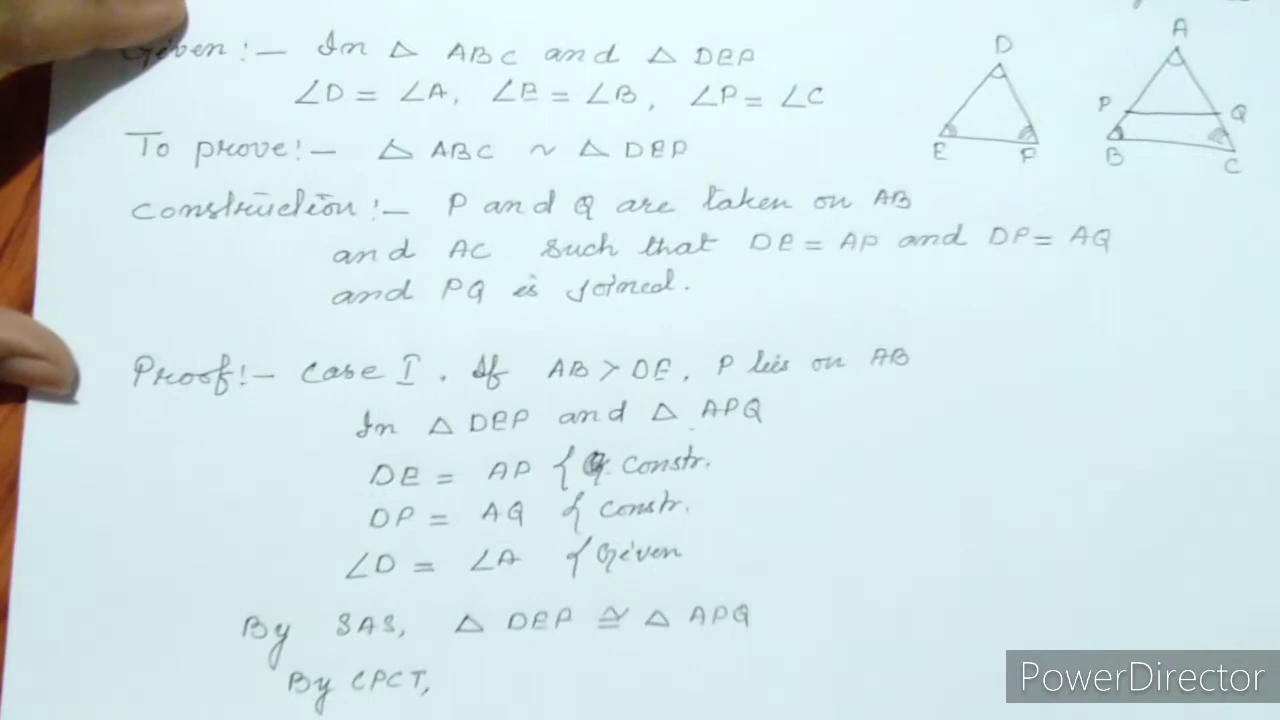 Given :- In △ ABC and △ DEF
∠D = ∠A, ∠E = ∠B, ∠F = ∠C
To prove :- △ ABC ~ △ DEF
Construction :- P and Q are taken on AB
and AC such that DE = AP and DF = AQ
and PQ is joined.
Proof :- Case I. If AB > DE, P lies on AB
In △ DEF and △ APQ
DE = AP { constr.
DF = AQ { constr.
∠D = ∠A { Given
By SAS, △ DEF ≅ △ APQ
By CPCT,
D
E F
A
P Q
B C
PowerDirector